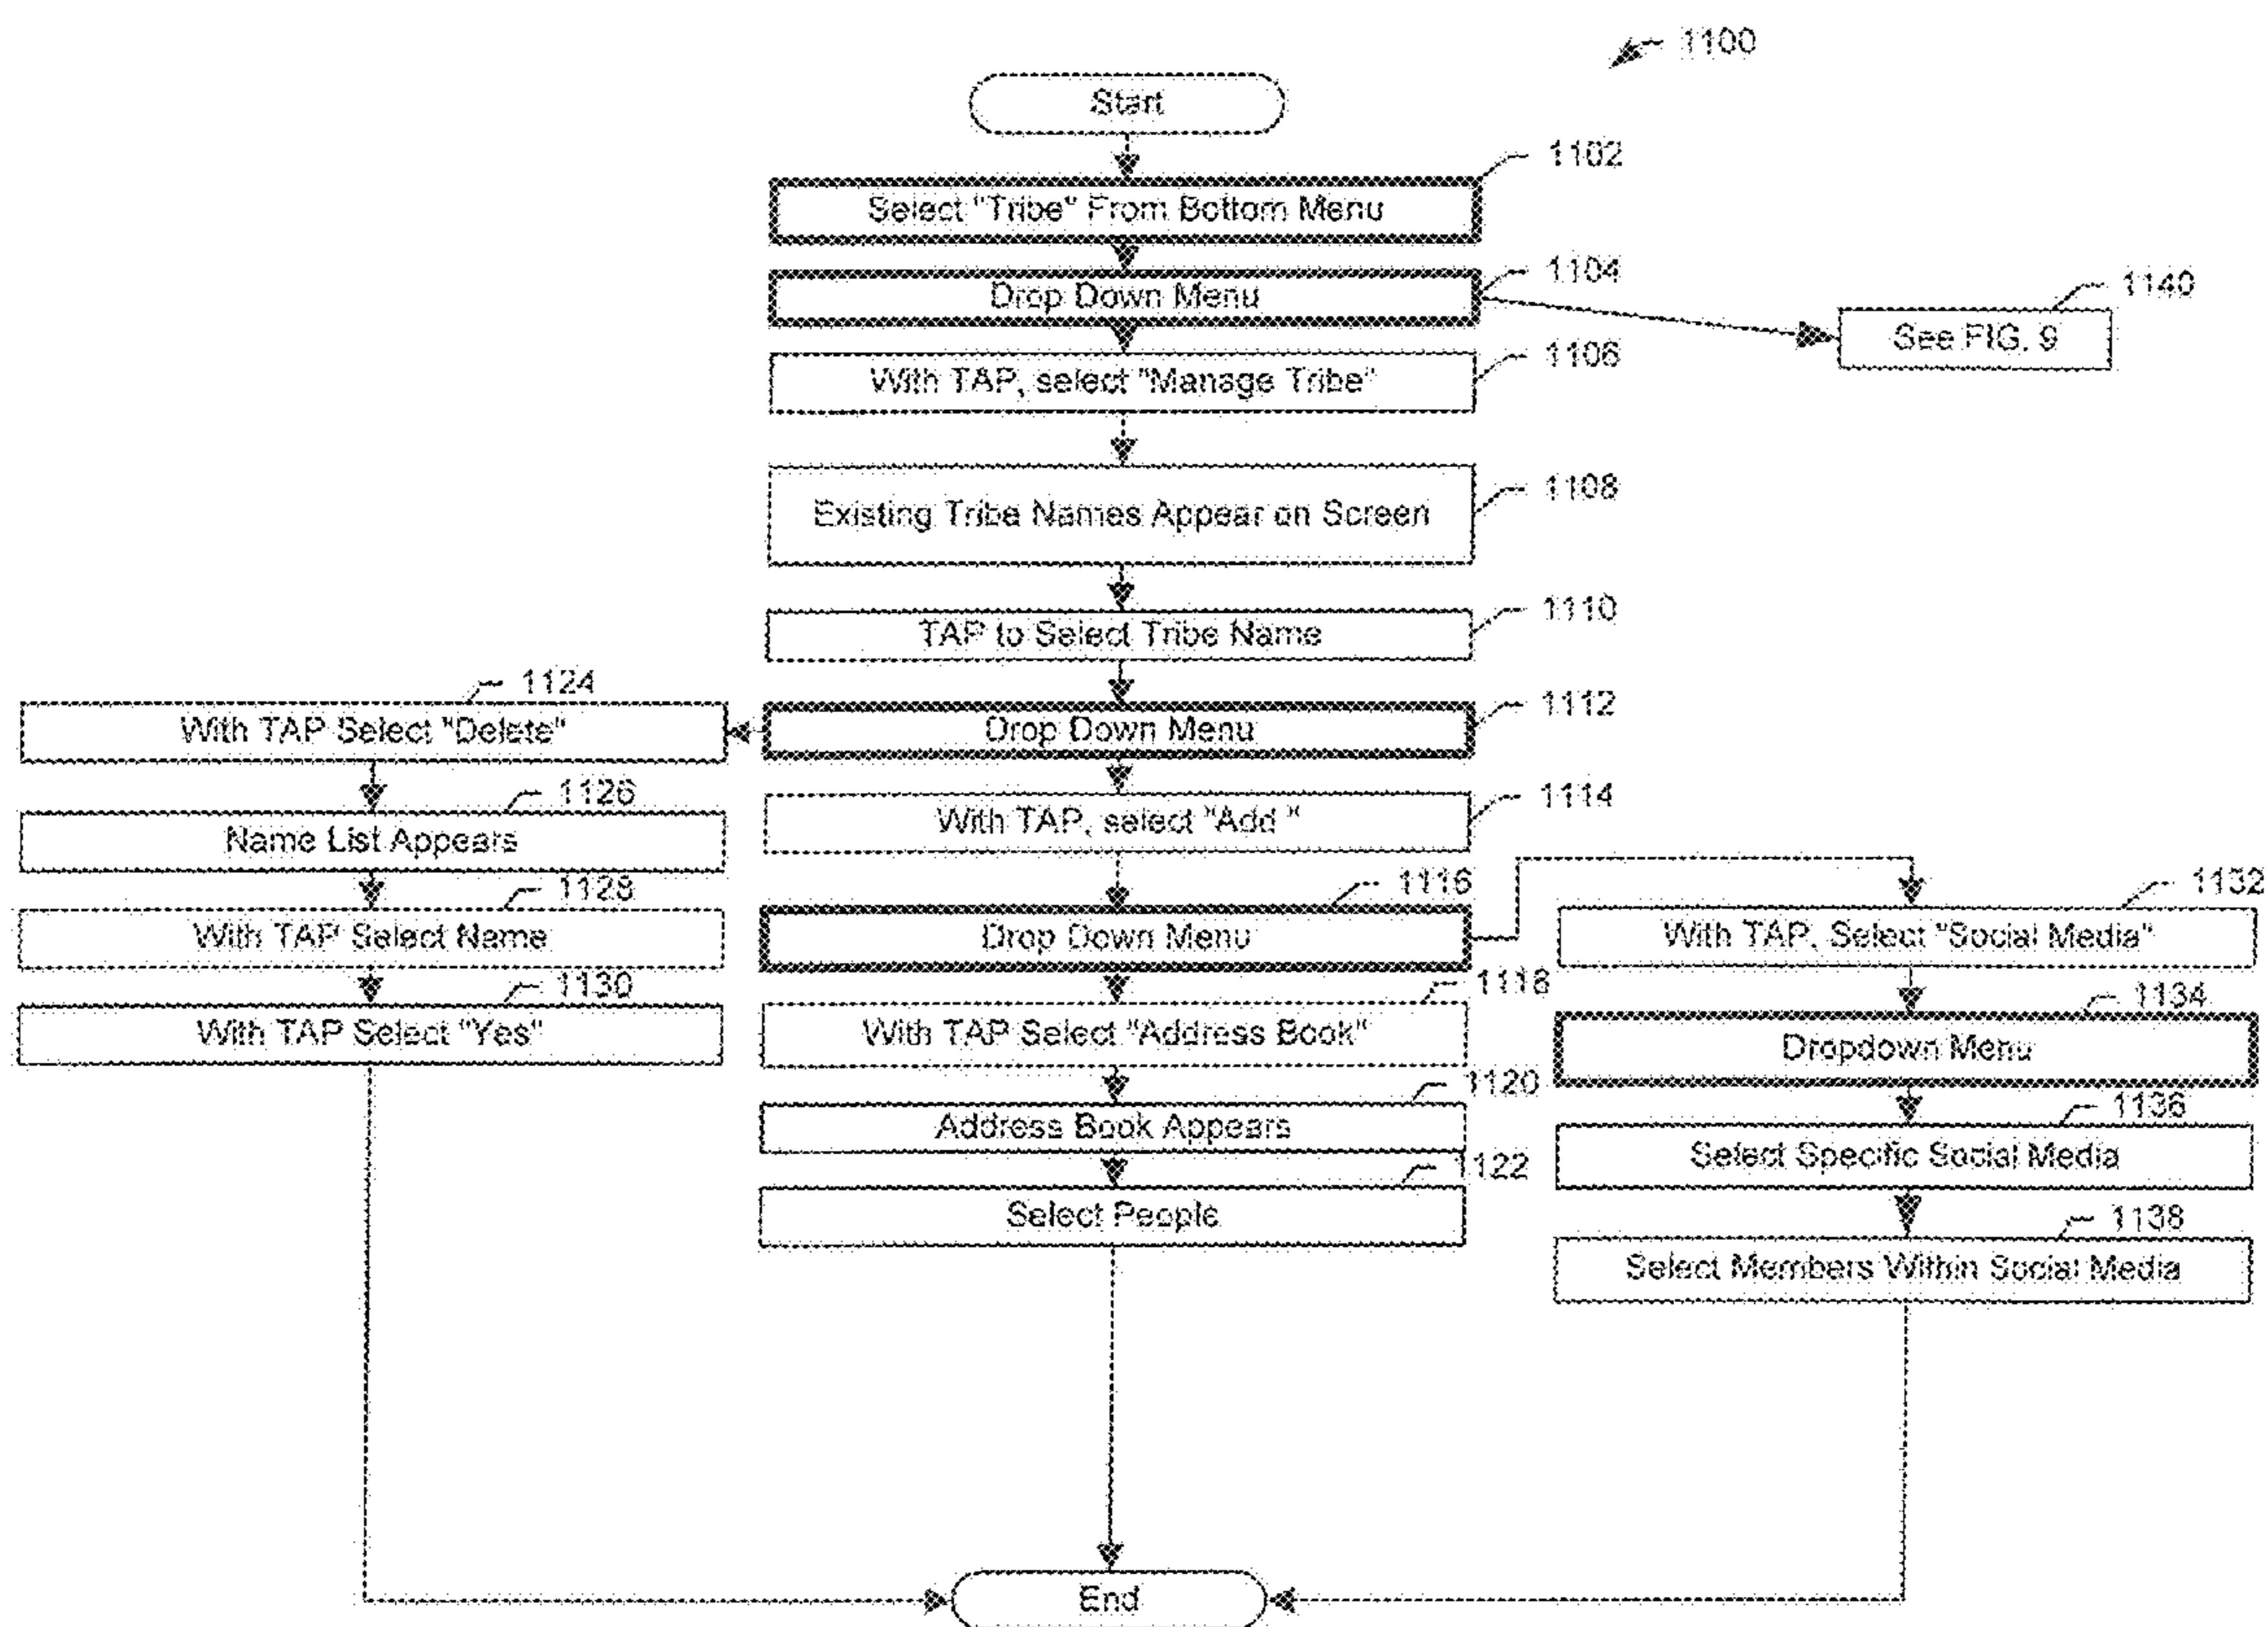 1100
Start
1102
Select "Tribe" From Bottom Menu
1104
Drop Down Menu
1140
See FIG. 9
1106
With TAP, select "Manage Tribe"
1108
Existing Tribe Names Appear on Screen
1110
TAP to Select Tribe Name
1124
With TAP Select "Delete"
1112
Drop Down Menu
1126
Name List Appears
1114
With TAP, select "Add "
1128
With TAP Select Name
1116
Drop Down Menu
1132
With TAP, Select "Social Media"
1130
With TAP Select "Yes"
1118
With TAP Select "Address Book"
1134
Dropdown Menu
1120
Address Book Appears
1136
Select Specific Social Media
1122
Select People
1138
Select Members Within Social Media
End